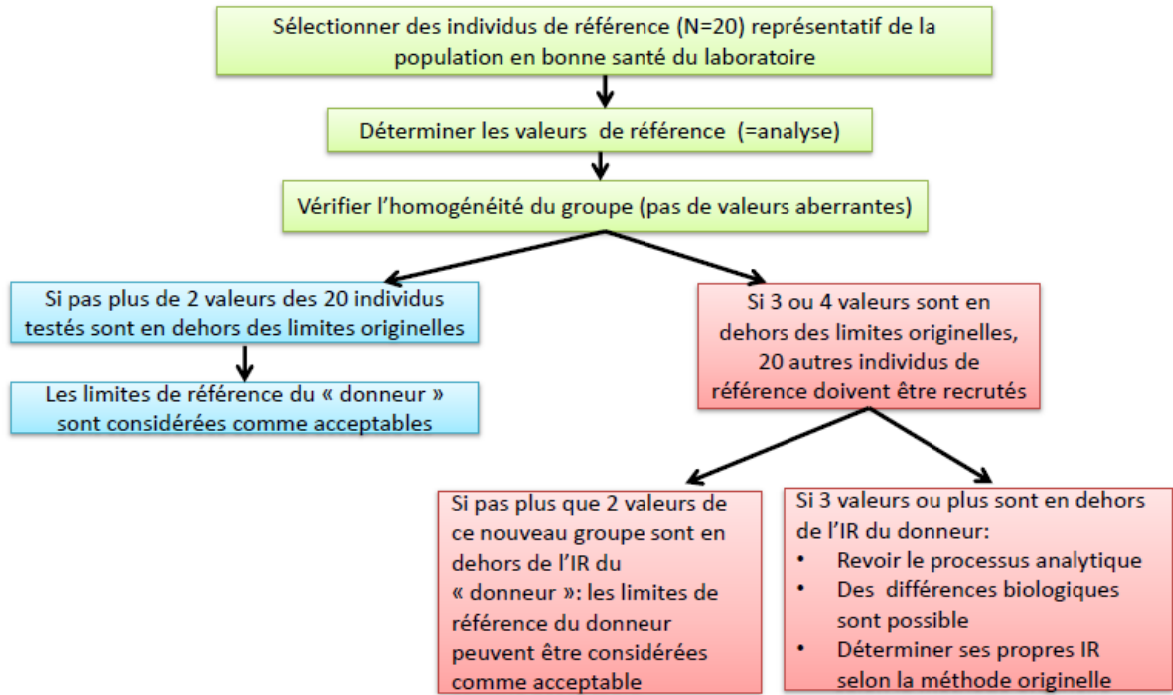 Sélectionner des individus de référence (N=20) représentatif de la
population en bonne santé du laboratoire
Déterminer les valeurs de référence (=analyse)
Vérifier l'homogénéité du groupe (pas de valeurs aberrantes)
Si pas plus de 2 valeurs des 20 individus
testés sont en dehors des limites originelles
Les limites de référence du « donneur »
sont considérées comme acceptables
Si 3 ou 4 valeurs sont en
dehors des limites originelles,
20 autres individus de
référence doivent être recrutés
Si pas plus que 2 valeurs de
ce nouveau groupe sont en
dehors de l'IR du
« donneur »: les limites de
référence du donneur
peuvent être considérées
comme acceptable
Si 3 valeurs ou plus sont en dehors
de l'IR du donneur:
• Revoir le processus analytique
• Des différences biologiques
sont possible
• Déterminer ses propres IR
selon la méthode originelle